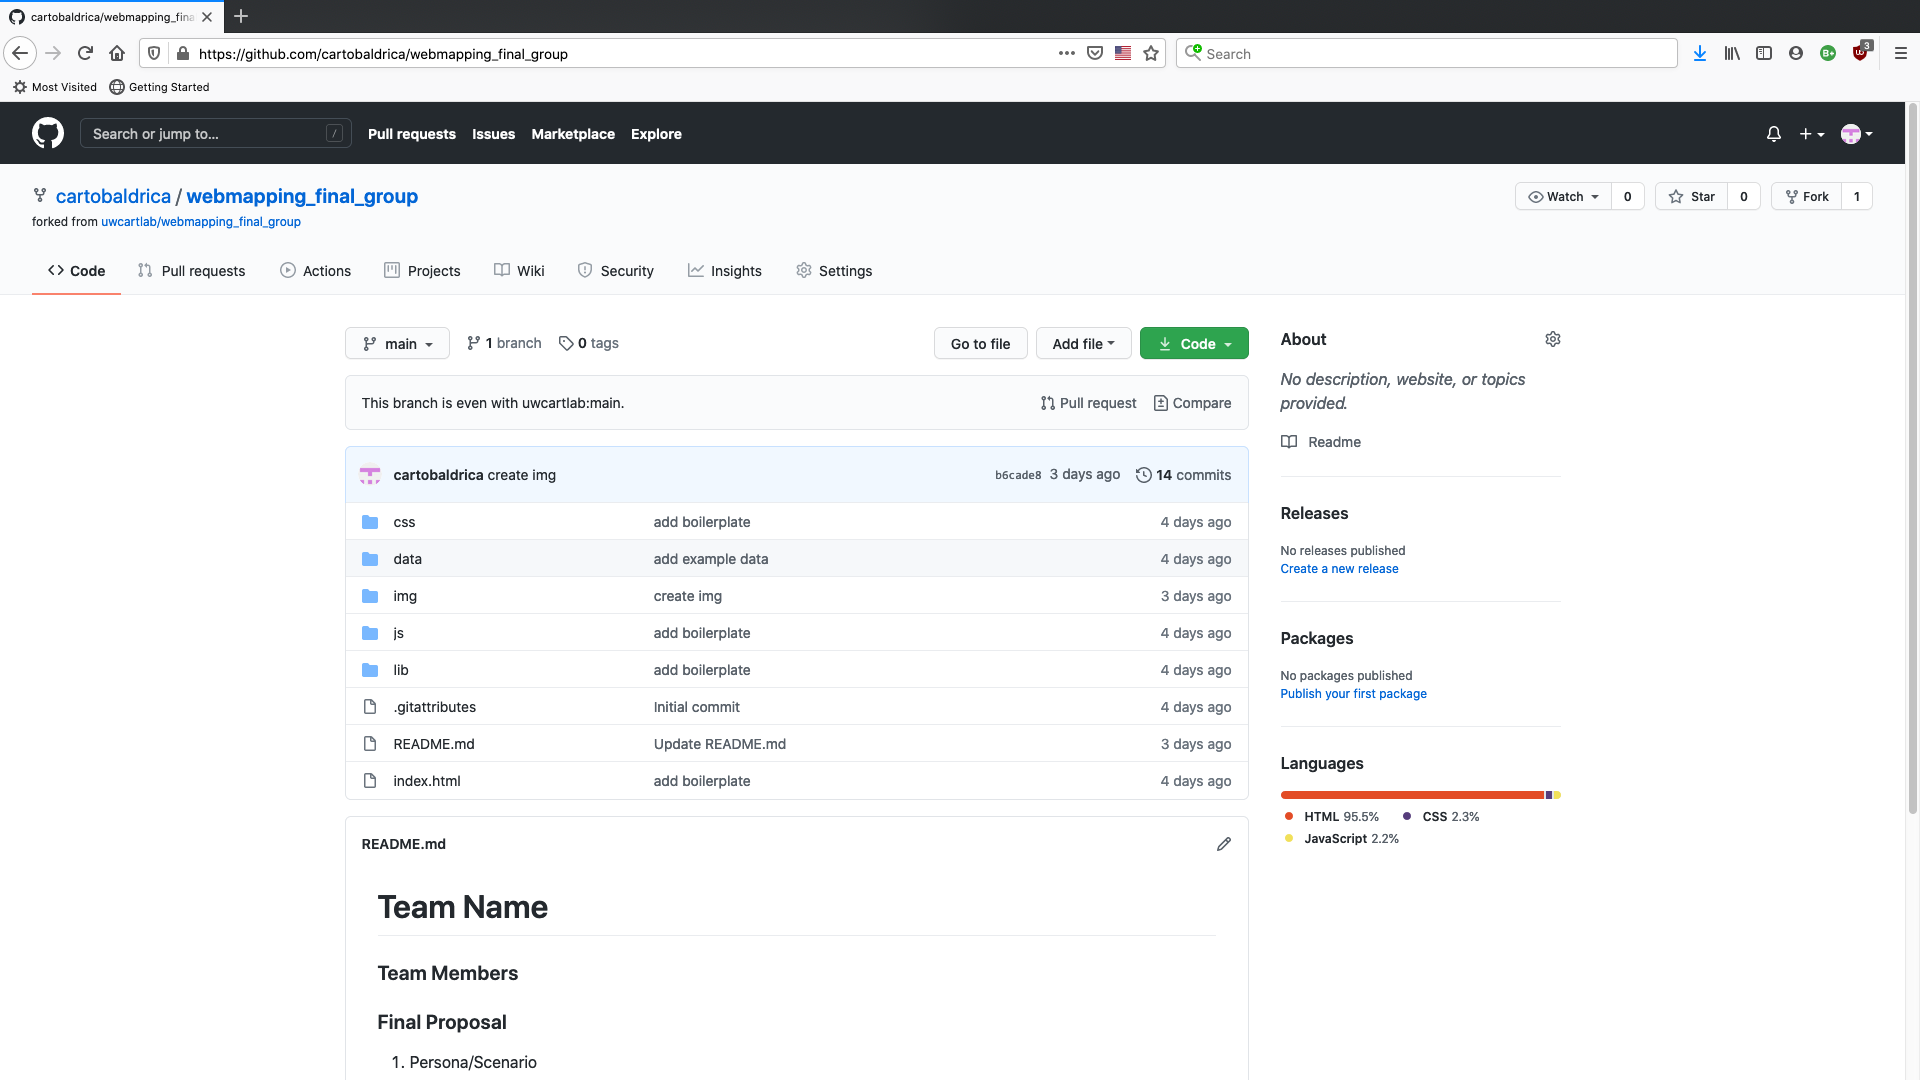 cartobaldrica/webmapping_fina
https://github.com/cartobaldrica/webmapping_final_group
Search
3
Most Visited
Getting Started
Search or jump to...
/
Pull requests
Issues
Marketplace
Explore
cartobaldrica / webmapping_final_group
Watch 0
Star 0
Fork 1
forked from uwcartlab/webmapping_final_group
Code
Pull requests
Actions
Projects
Wiki
Security
Insights
Settings
main
1 branch
0 tags
Go to file
Add file
Code
This branch is even with uwcartlab:main.
Pull request
Compare
cartobaldrica create img
b6cade8 3 days ago
14 commits
css add boilerplate 4 days ago
data add example data 4 days ago
img create img 3 days ago
js add boilerplate 4 days ago
lib add boilerplate 4 days ago
.gitattributes Initial commit 4 days ago
README.md Update README.md 3 days ago
index.html add boilerplate 4 days ago
README.md
Team Name
Team Members
Final Proposal
1. Persona/Scenario
About
No description, website, or topics
provided.
Readme
Releases
No releases published
Create a new release
Packages
No packages published
Publish your first package
Languages
HTML 95.5%
CSS 2.3%
JavaScript 2.2%